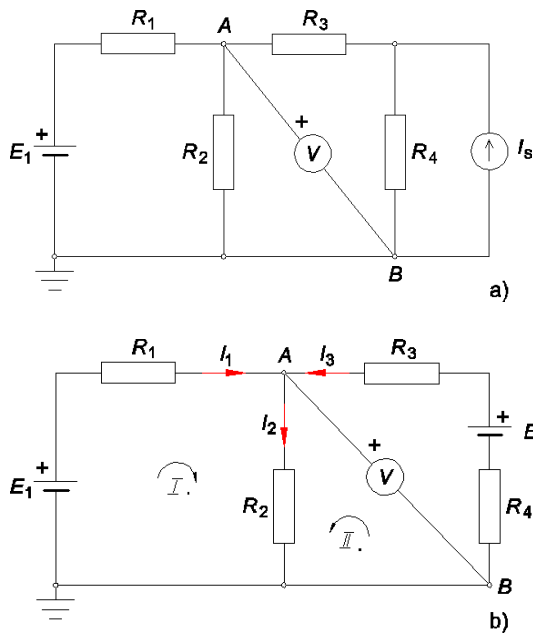 R1
A
R3
+
E1
R2
+
V
R4
Is
B
a)
R1
I1
A
I3
R3
I2
+
E
+
E1
I.
R2
+
V
II.
R4
B
b)